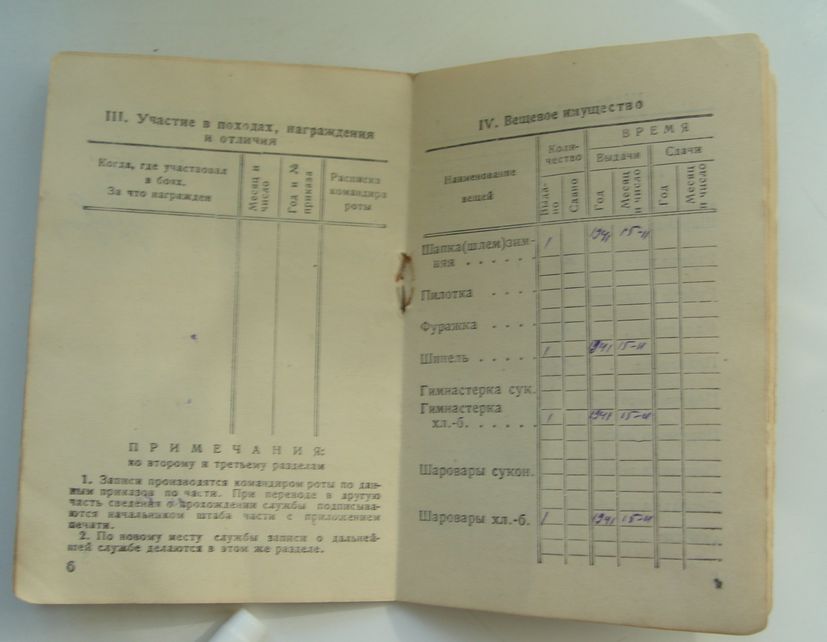 III. Участие в походах, награждения
и отличия
Когда, где участвовал
в боях.
За что награжден
Месяц и
число
Год и №
приказа
Расписка
командира
роты
ПРИМЕЧАНИЯ:
ко второму и третьему разделам
1. Записи производятся командиром роты по дан-
ным приказов по части. При переводе в другую
часть сведения о прохождении службы подписыва-
ются начальником штаба части с приложением
печати.
2. По новому месту службы записи о дальней-
шей службе делаются в этом же разделе.
6
IV. Вещевое имущество
Наименование
вещей
Коли-
чество
ВРЕМЯ
Выдачи
Сдачи
Выда-
но
Сдано
Год
Месяц
и число
Год
Месяц
и число
Шапка(шлем)зим-
няя . . . . . 1 1941 15-11
Пилотка . . . .
Фуражка . . . .
Шинель . . . . . 1 1941 15-11
Гимнастерка сук.
Гимнастерка
хл.-б. . . . . . 1 1941 15-11
Шаровары сукон.
Шаровары хл.-б. 1 1941 15-11